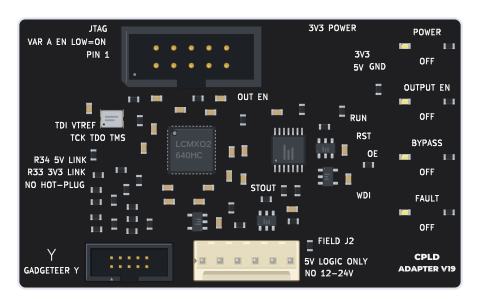 JTAG
VAR A EN LOW=ON
PIN 1
3V3 POWER
POWER
3V3
5V GND
OFF
OUTPUT EN
OUT EN
OFF
RUN
TDI VTREF
TCK TDO TMS
RST
LCMXO2
640HC
BYPASS
OE
R34 5V LINK
R33 3V3 LINK
NO HOT-PLUG
OFF
STOUT
WDI
FAULT
OFF
FIELD J2
Y
GADGETEER Y
5V LOGIC ONLY
NO 12-24V
CPLD
ADAPTER V19